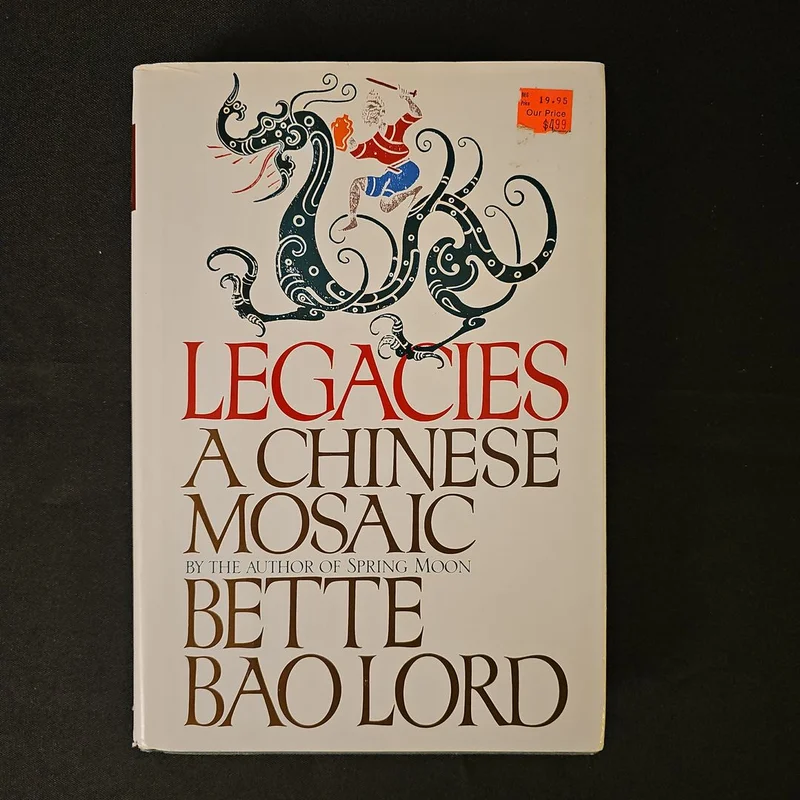 19.95
Our Price
$4.99
LEGACIES
A CHINESE
MOSAIC
BY THE AUTHOR OF SPRING MOON
BETTE
BAO LORD